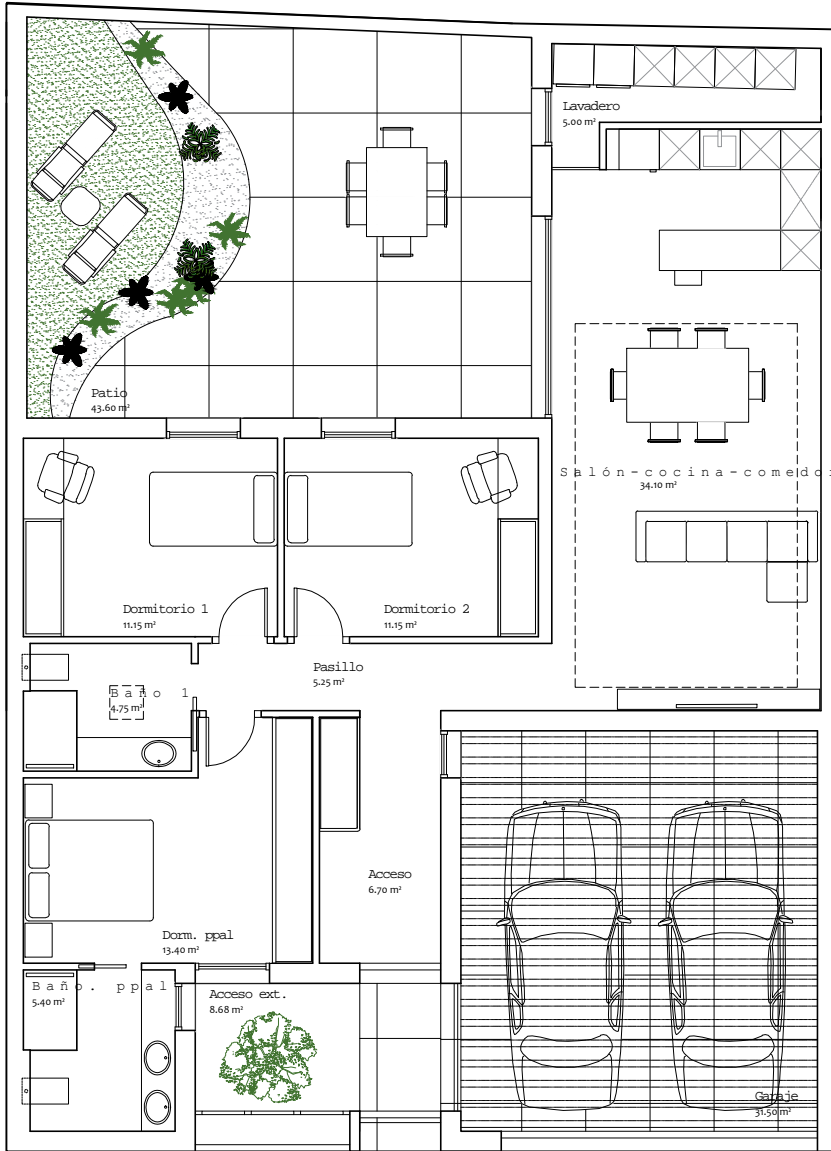 Lavadero
5.00 m²
Patio
43.60 m²
Salón-cocina-comedor
34.10 m²
Dormitorio 1
11.15 m²
Dormitorio 2
11.15 m²
Pasillo
5.25 m²
Baño 1
4.75 m²
Acceso
6.70 m²
Dorm. ppal
13.40 m²
Baño. ppal
5.40 m²
Acceso ext.
8.68 m²
Garaje
31.50 m²